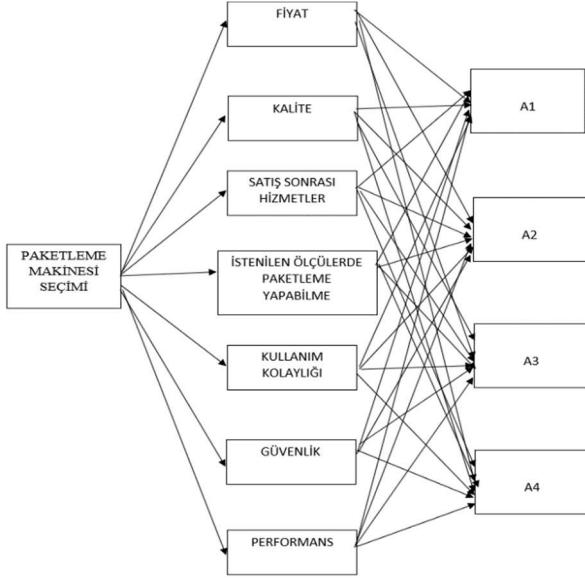 PAKETLEME
MAKİNESİ
SEÇİMİ
FİYAT
KALİTE
SATIŞ SONRASI
HİZMETLER
İSTENİLEN ÖLÇÜLERDE
PAKETLEME
YAPABİLME
KULLANIM
KOLAYLIĞI
GÜVENLİK
PERFORMANS
A1
A2
A3
A4